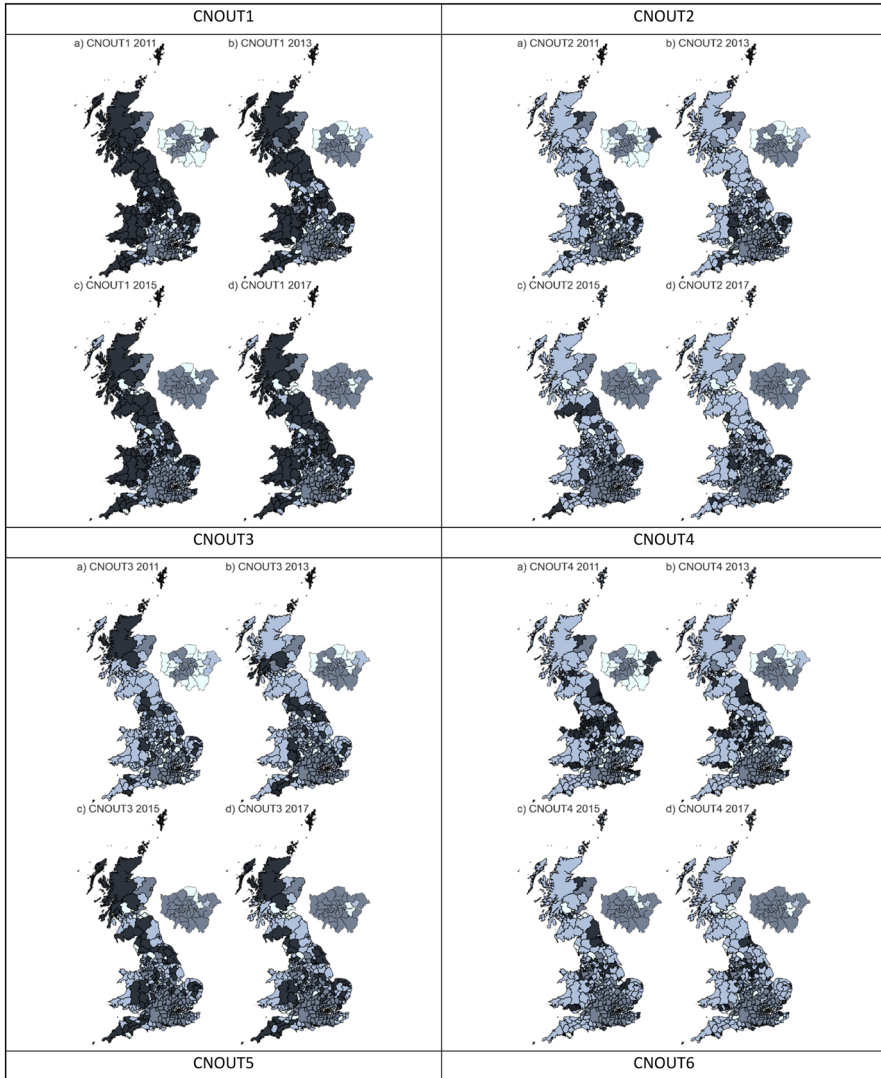 CNOUT1
CNOUT2
a) CNOUT1 2011
b) CNOUT1 2013
c) CNOUT1 2015
d) CNOUT1 2017
a) CNOUT2 2011
b) CNOUT2 2013
c) CNOUT2 2015
d) CNOUT2 2017
CNOUT3
CNOUT4
a) CNOUT3 2011
b) CNOUT3 2013
c) CNOUT3 2015
d) CNOUT3 2017
a) CNOUT4 2011
b) CNOUT4 2013
c) CNOUT4 2015
d) CNOUT4 2017
CNOUT5
CNOUT6